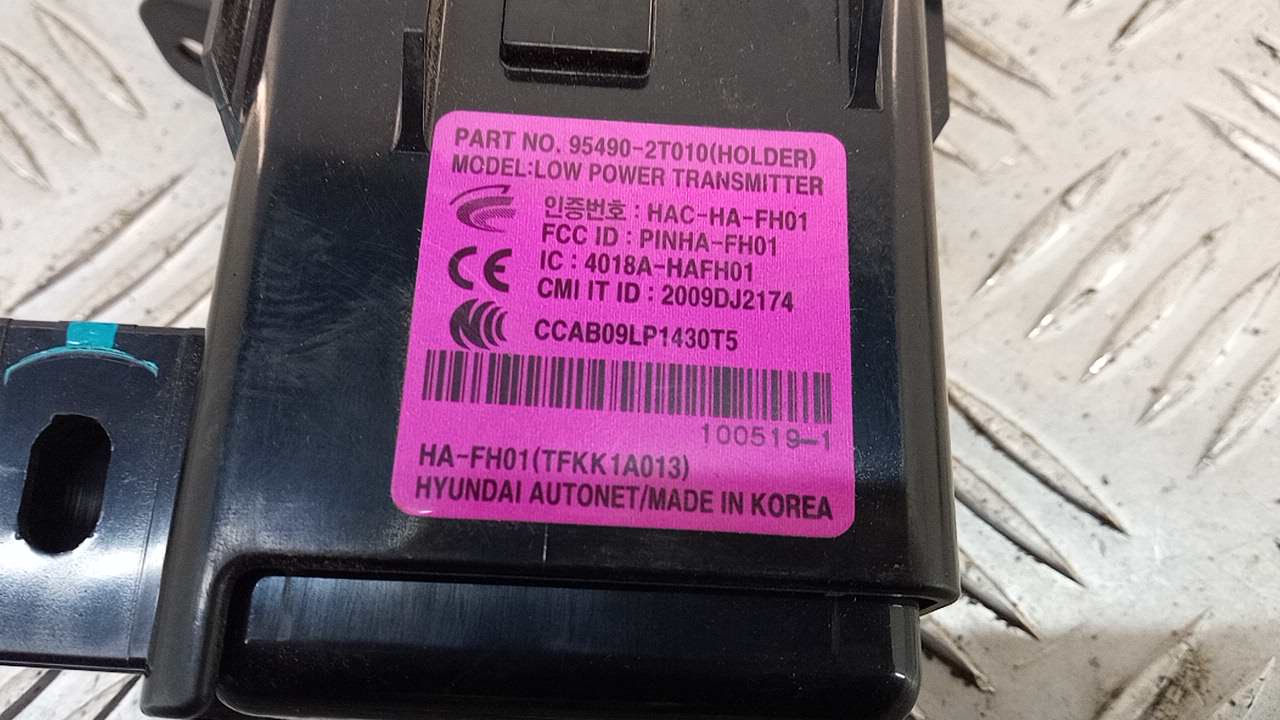 PART NO. 95490-2T010(HOLDER)
MODEL:LOW POWER TRANSMITTER
인증번호 : HAC-HA-FH01
FCC ID : PINHA-FH01
IC : 4018A-HAFH01
CE
CMI IT ID : 2009DJ2174
CCAB09LP1430T5
100519-1
HA-FH01(TFKK1A013)
HYUNDAI AUTONET/MADE IN KOREA